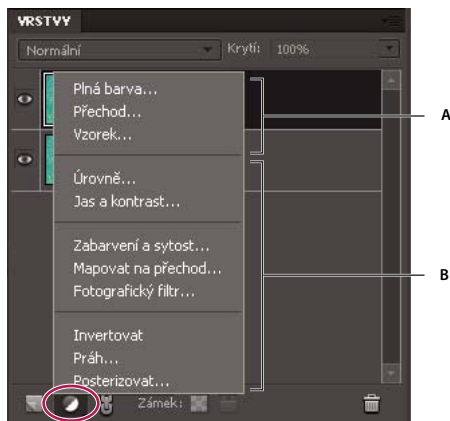 VRSTVY
Normální Krytí: 100%
Plná barva...
Přechod...
Vzorek...
A
Úrovně...
Jas a kontrast...
Zabarvení a sytost...
Mapovat na přechod...
Fotografický filtr...
B
Invertovat
Práh...
Posterizovat...
Zámek: